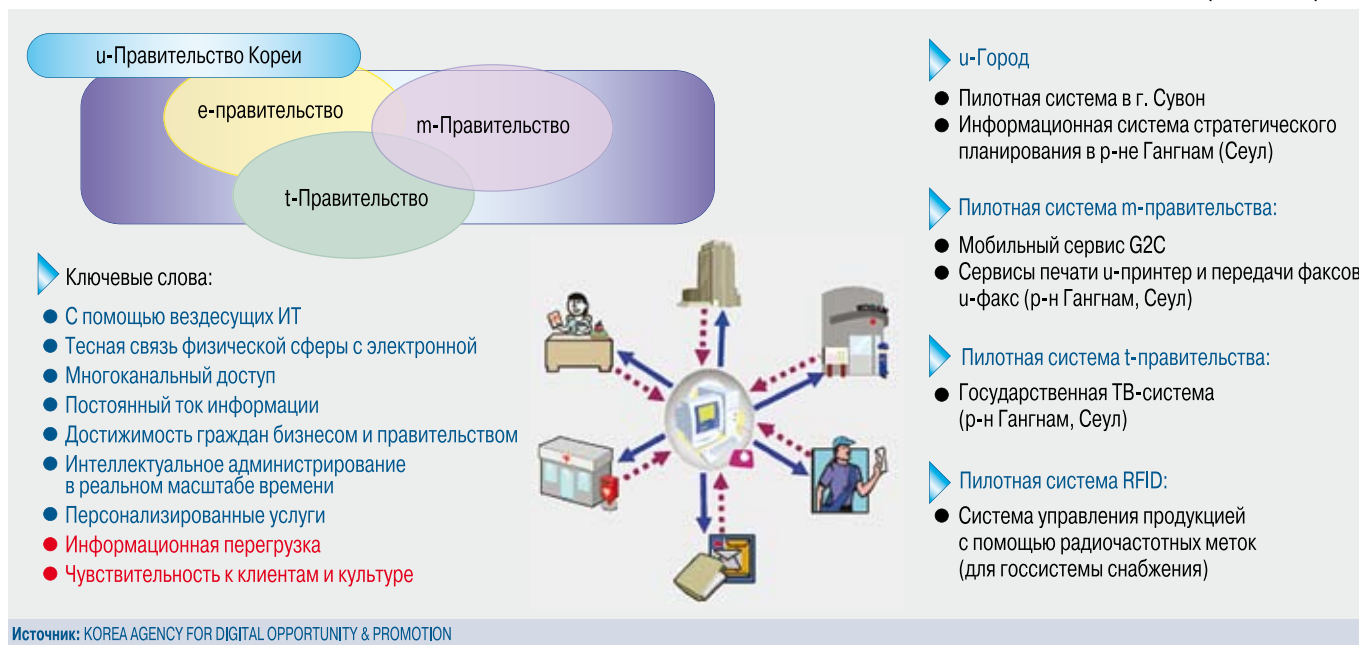 u-Правительство Кореи
е-правительство
m-Правительство
t-Правительство
Ключевые слова:
С помощью вездесущих ИТ
Тесная связь физической сферы с электронной
Многоканальный доступ
Постоянный ток информации
Достижимость граждан бизнесом и правительством
Интеллектуальное администрирование
в реальном масштабе времени
Персонализированные услуги
Информационная перегрузка
Чувствительность к клиентам и культуре
u-Город
Пилотная система в г. Сувон
Информационная система стратегического
планирования в р-не Гангнам (Сеул)
Пилотная система m-правительства:
Мобильный сервис G2C
Сервисы печати u-принтер и передачи факсов
u-факс (р-н Гангнам, Сеул)
Пилотная система t-правительства:
Государственная ТВ-система
(р-н Гангнам, Сеул)
Пилотная система RFID:
Система управления продукцией
с помощью радиочастотных меток
(для госсистемы снабжения)
Источник: KOREA AGENCY FOR DIGITAL OPPORTUNITY & PROMOTION